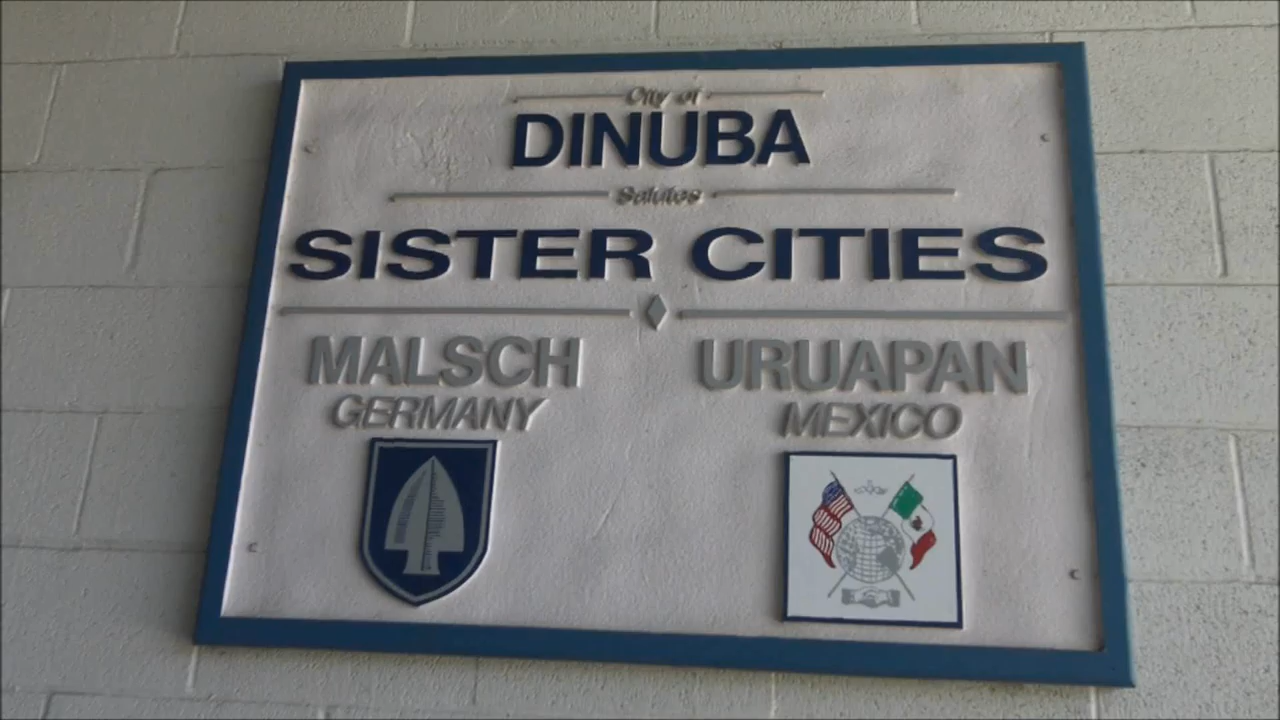 City of
DINUBA
Salutes
SISTER CITIES
MALSCH
GERMANY
URUAPAN
MEXICO